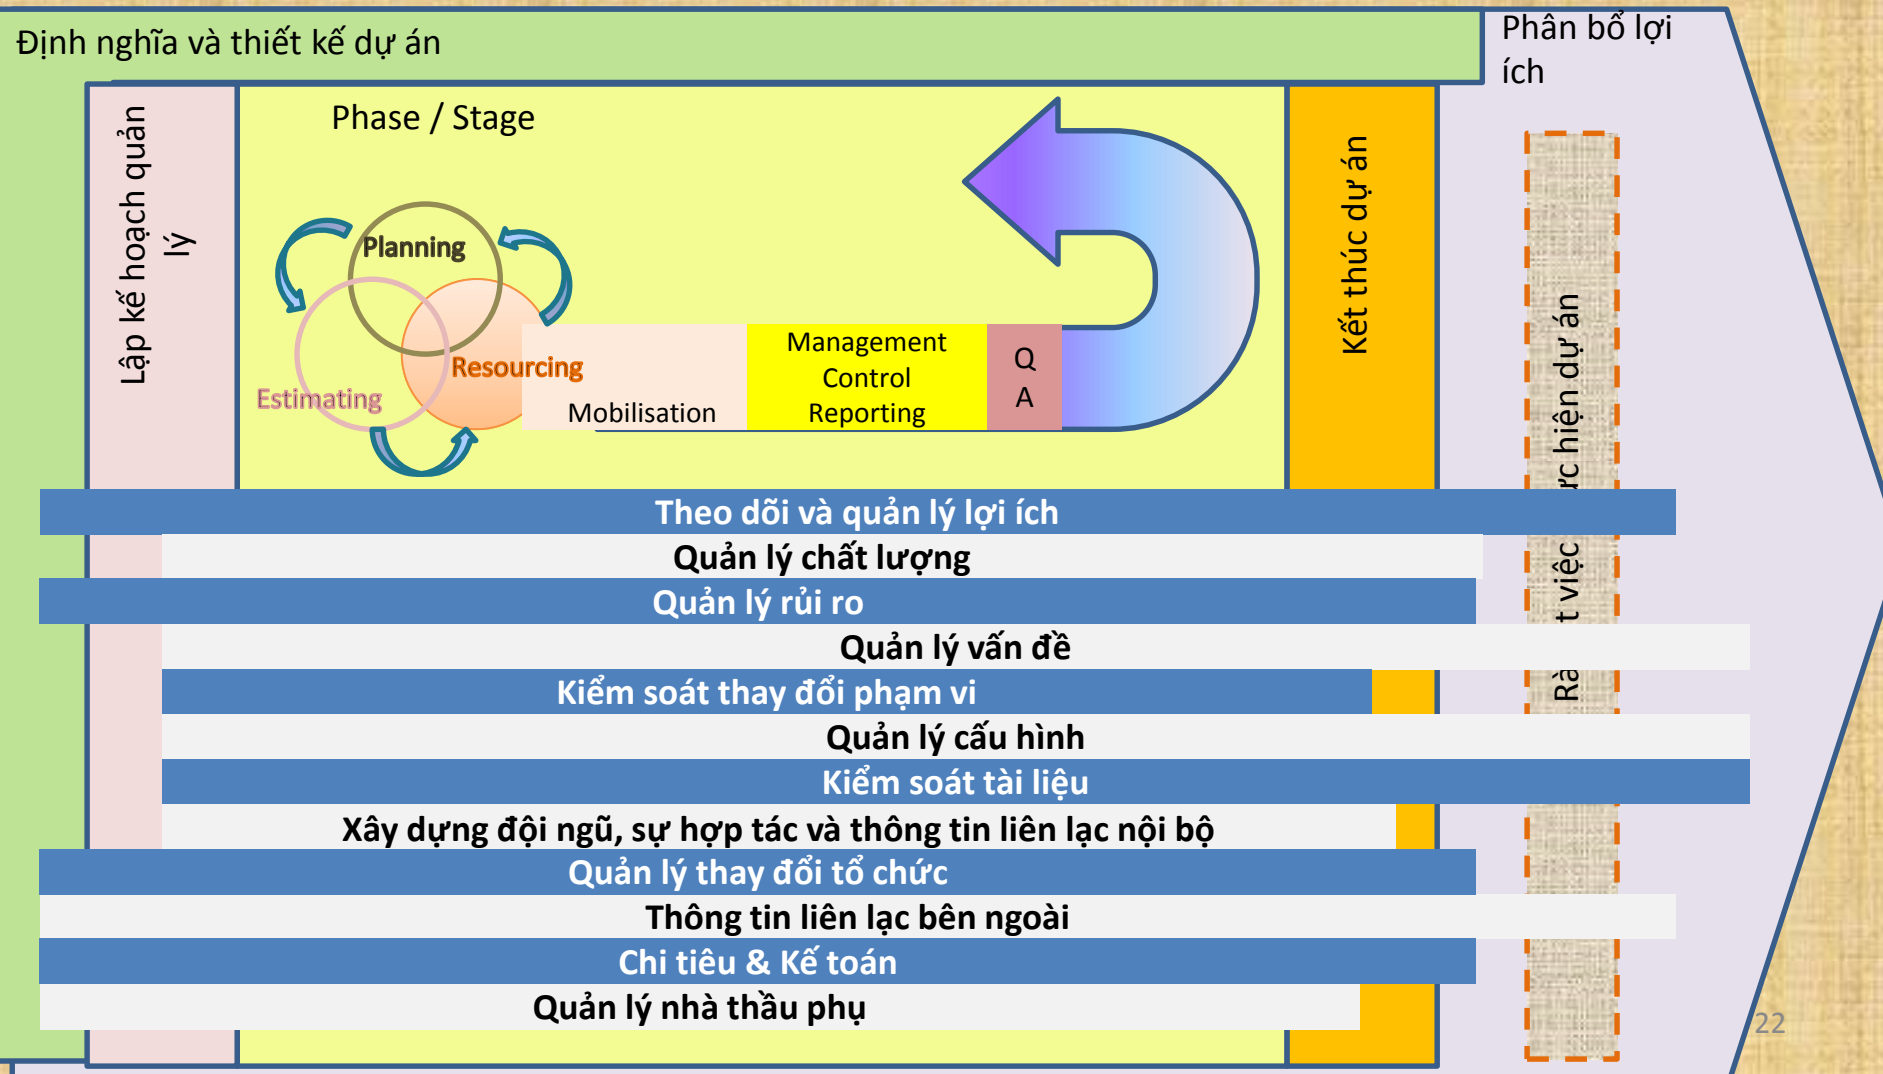 Định nghĩa và thiết kế dự án
Phân bổ lợi
ích
Lập kế hoạch quản
lý
Phase / Stage
Planning
Resourcing
Estimating
Mobilisation
Management
Control
Reporting
Q
A
Kết thúc dự án
việc
hiện dự án
Theo dõi và quản lý lợi ích
Quản lý chất lượng
Quản lý rủi ro
Quản lý vấn đề
Kiểm soát thay đổi phạm vi
Quản lý cấu hình
Kiểm soát tài liệu
Xây dựng đội ngũ, sự hợp tác và thông tin liên lạc nội bộ
Quản lý thay đổi tổ chức
Thông tin liên lạc bên ngoài
Chi tiêu & Kế toán
Quản lý nhà thầu phụ
22